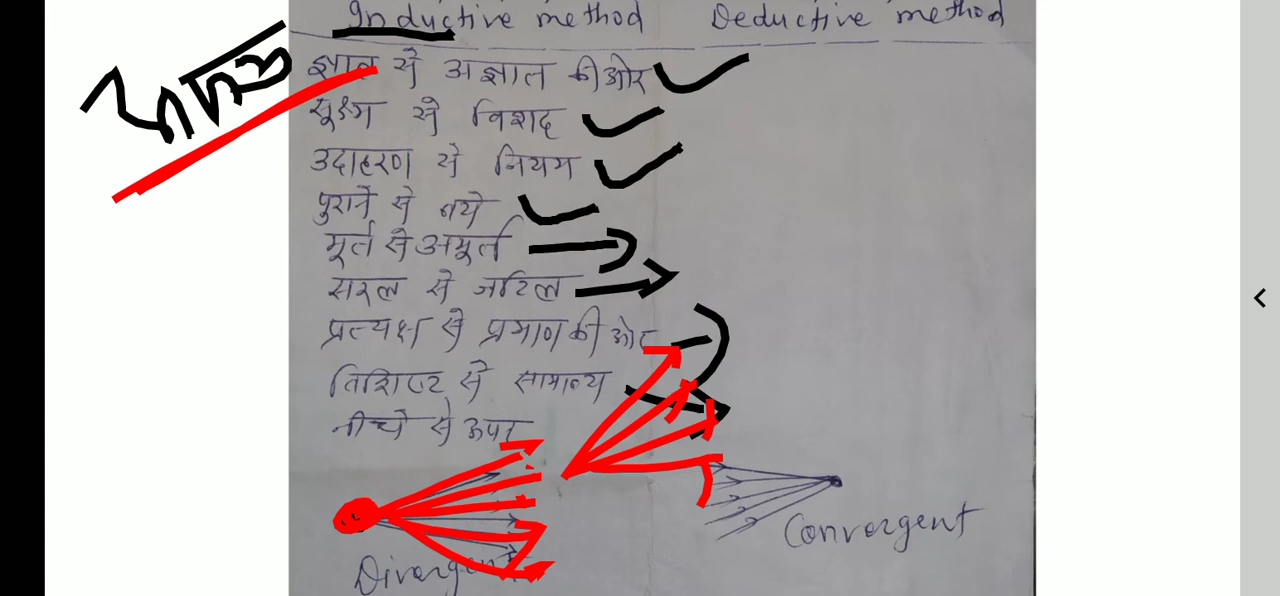 Inductive method Deductive method
ज्ञात से अज्ञात की ओर
सूक्ष्म से विशद
उदाहरण से नियम
पुराने से नये
मूर्त से अमूर्त
सरल से जटिल
प्रत्यक्ष से प्रमाण की ओर
विशिष्ट से सामान्य
नीचे से ऊपर
Divergent
Convergent